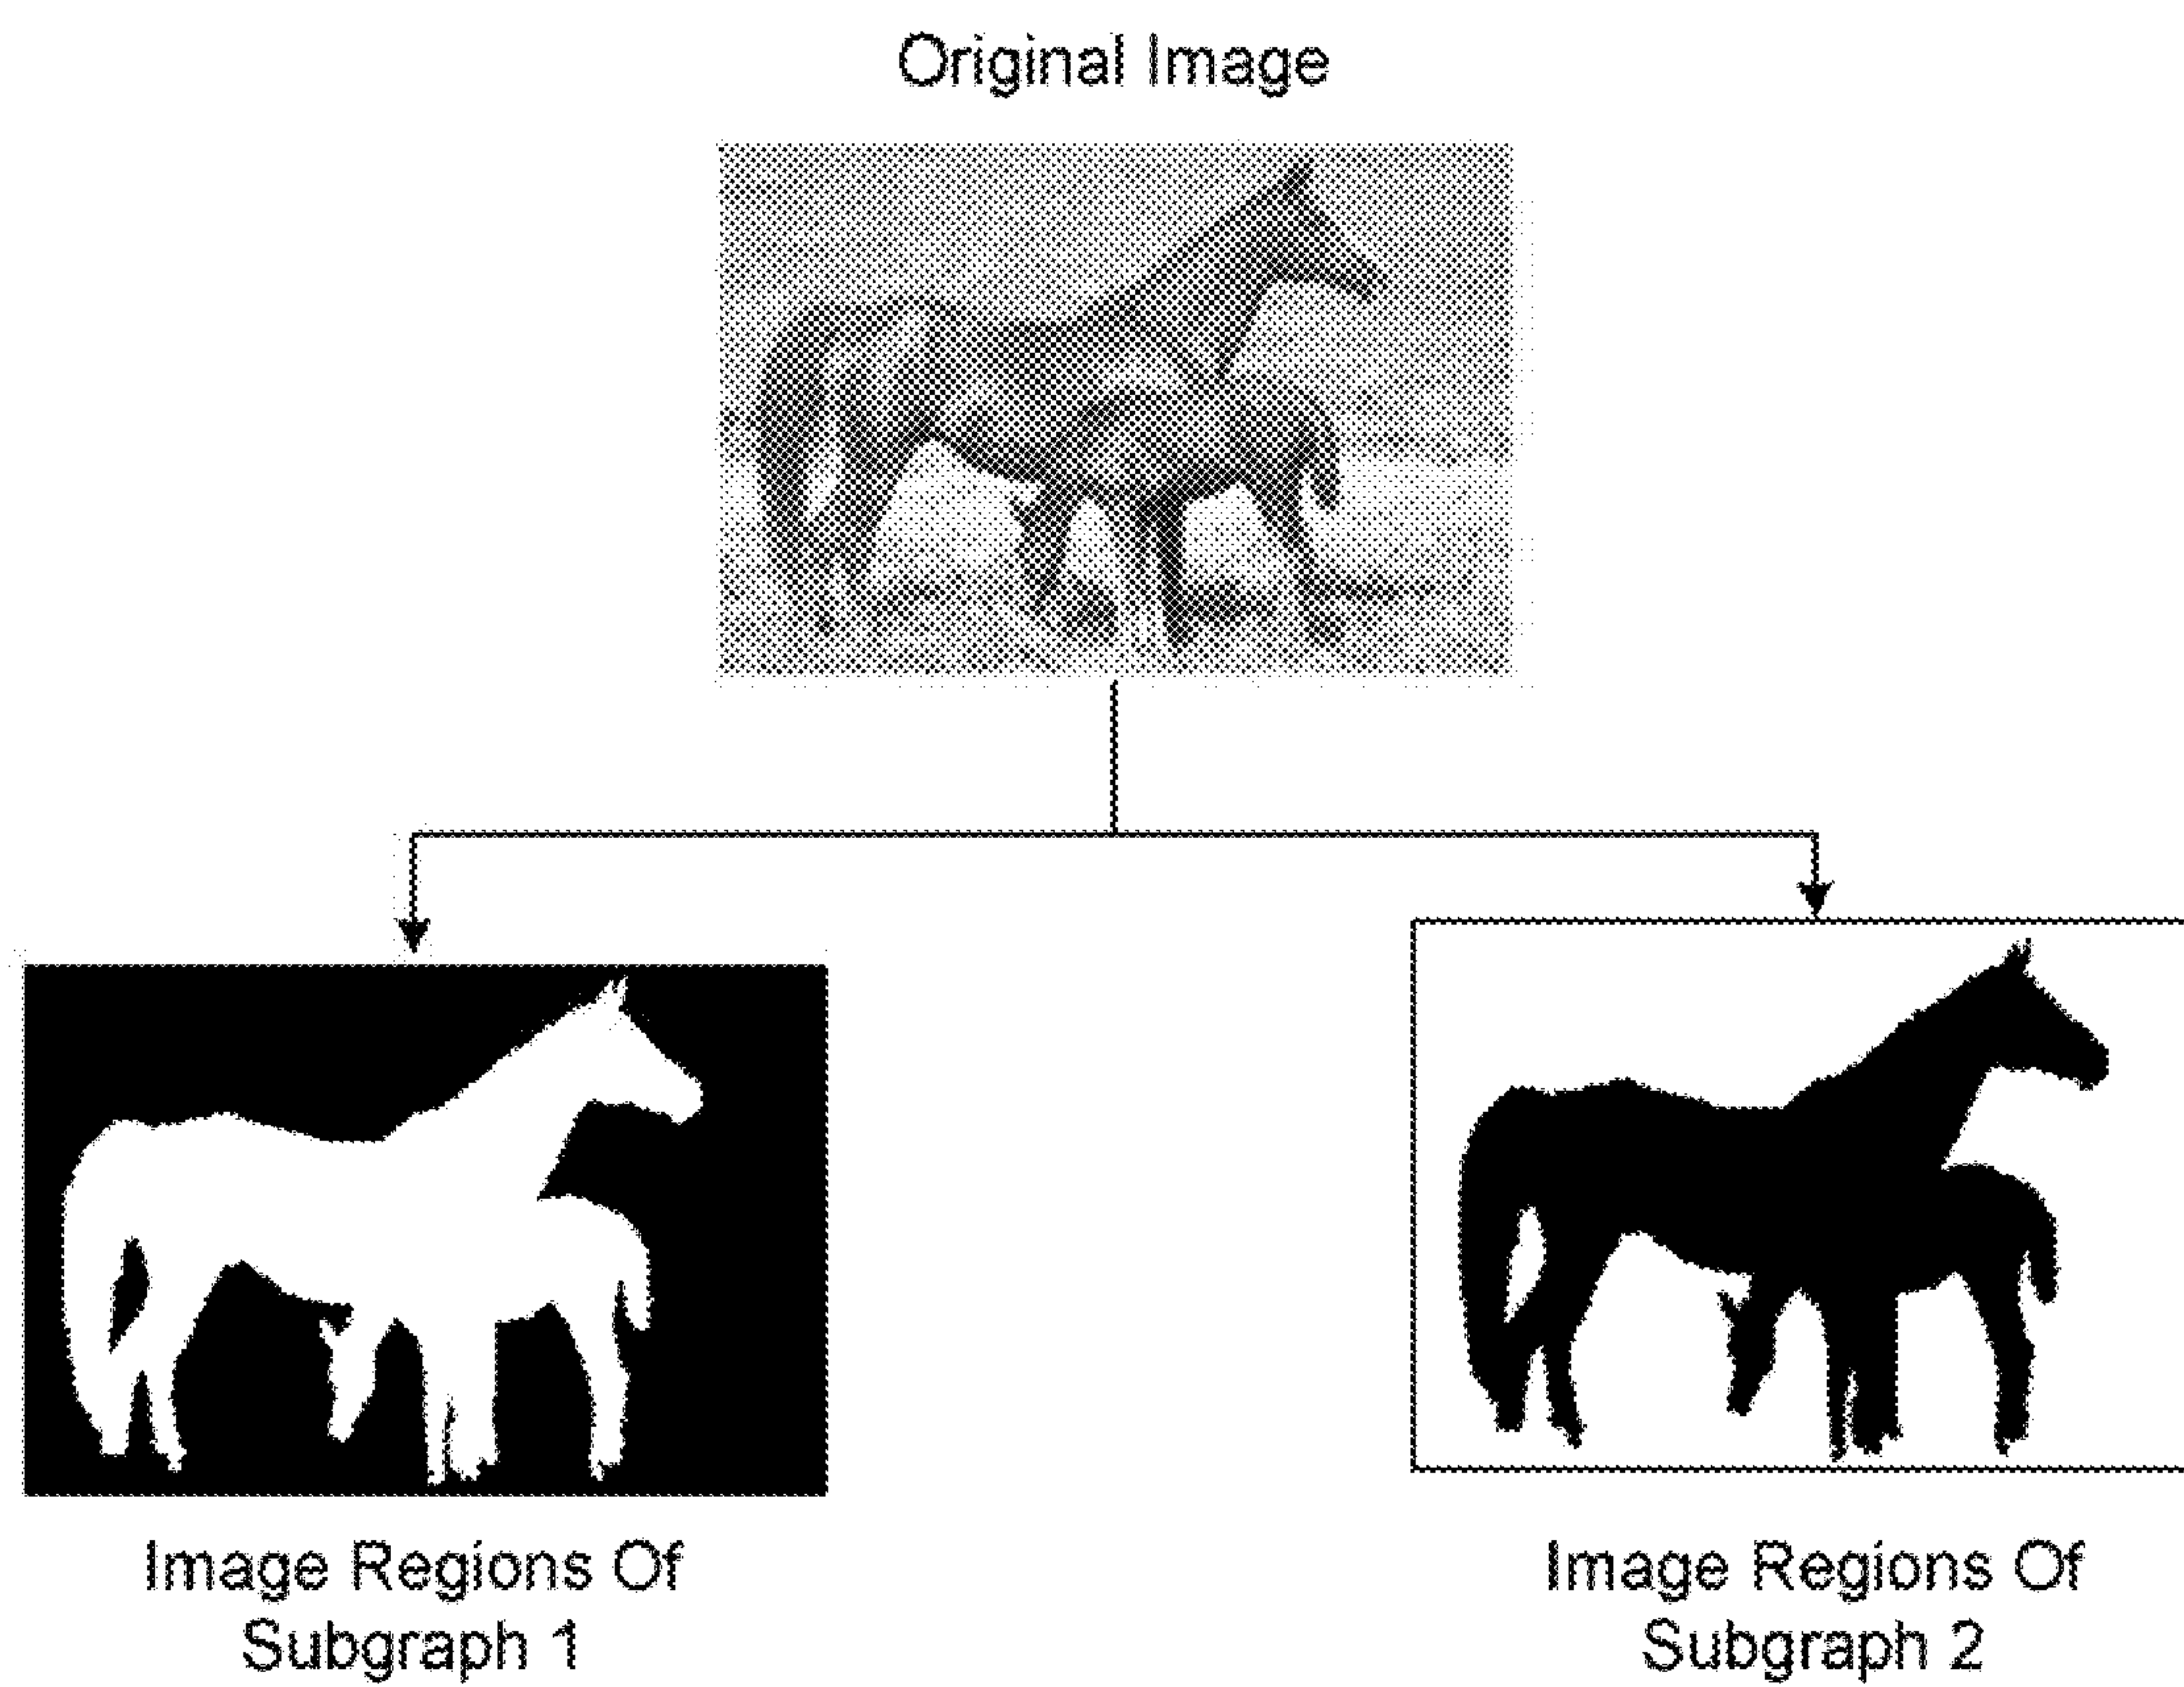 Original Image
Image Regions Of
Subgraph 1
Image Regions Of
Subgraph 2